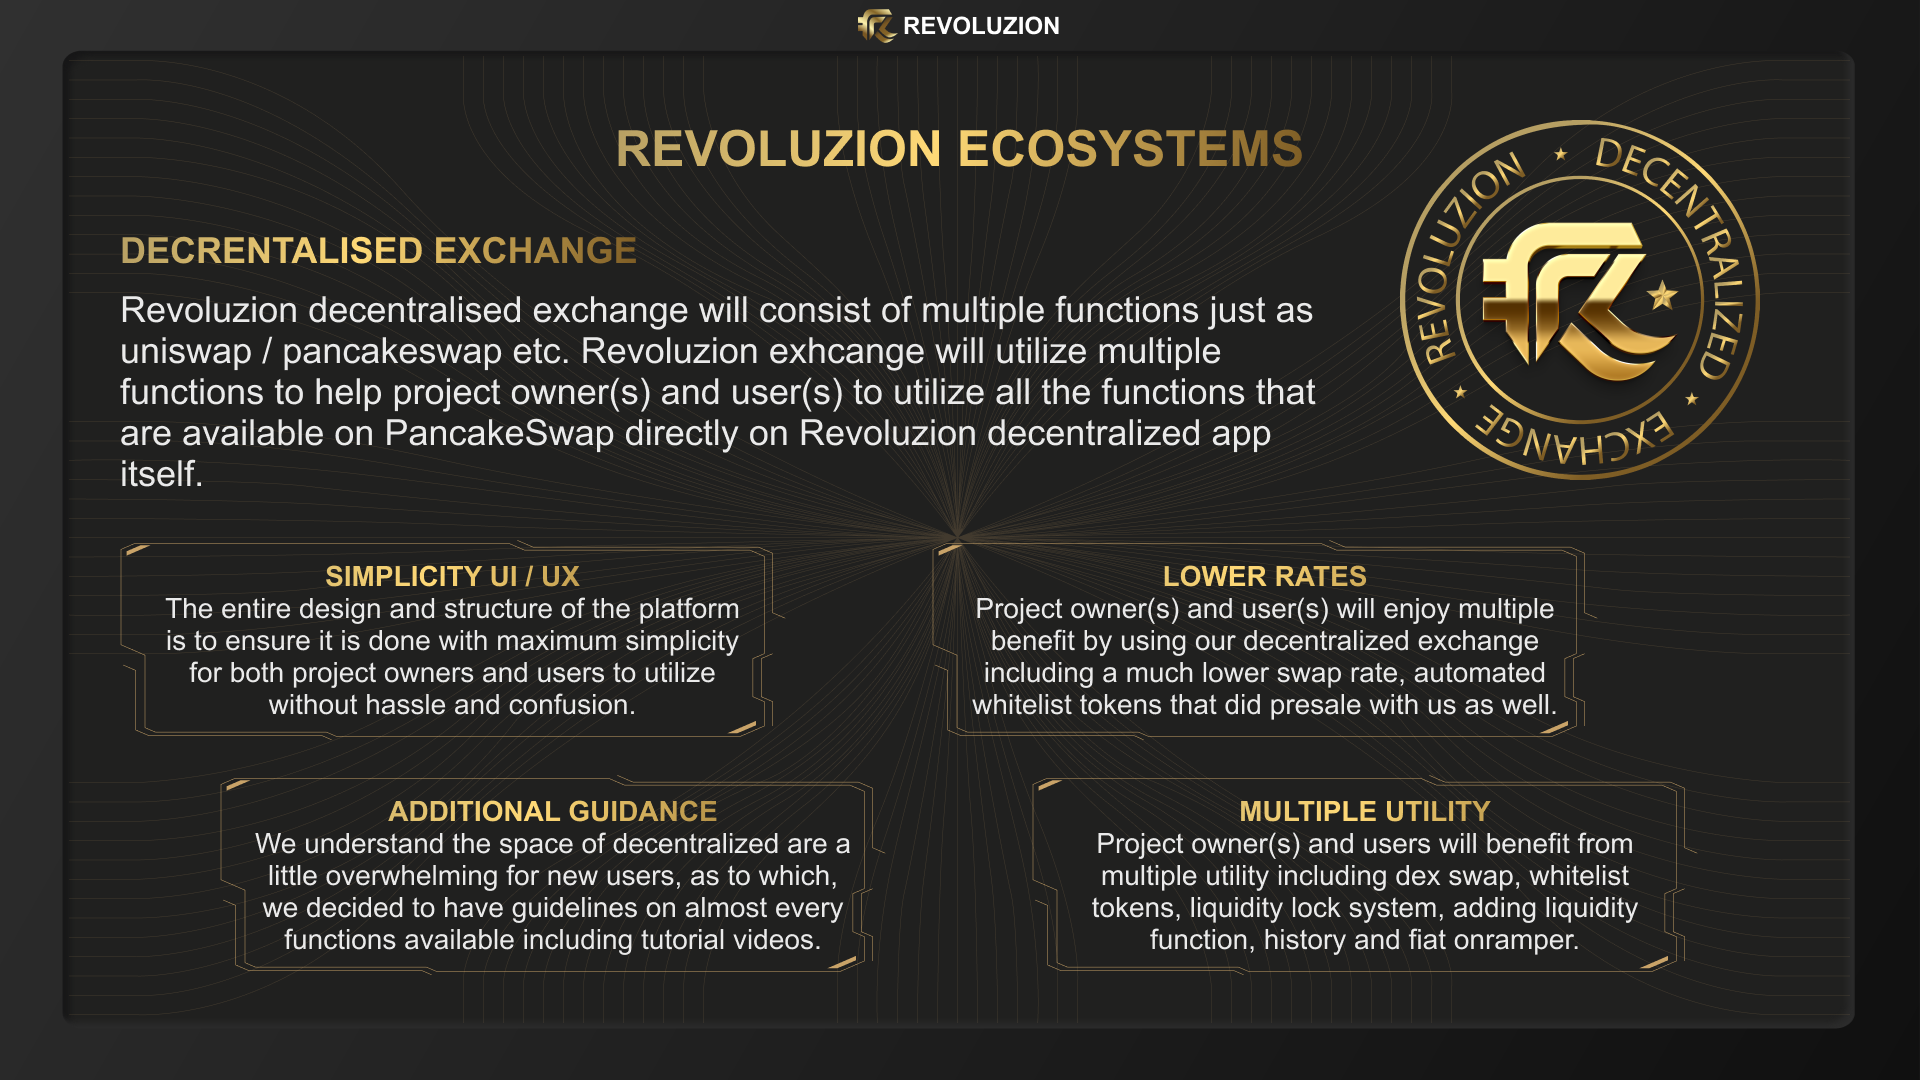 REVOLUZION
REVOLUZION ECOSYSTEMS
REVOLUZION ★ DECENTRALIZED ★ EXCHANGE ★
DECRENTALISED EXCHANGE
Revoluzion decentralised exchange will consist of multiple functions just as
uniswap / pancakeswap etc. Revoluzion exhcange will utilize multiple
functions to help project owner(s) and user(s) to utilize all the functions that
are available on PancakeSwap directly on Revoluzion decentralized app
itself.
SIMPLICITY UI / UX
The entire design and structure of the platform
is to ensure it is done with maximum simplicity
for both project owners and users to utilize
without hassle and confusion.
LOWER RATES
Project owner(s) and user(s) will enjoy multiple
benefit by using our decentralized exchange
including a much lower swap rate, automated
whitelist tokens that did presale with us as well.
ADDITIONAL GUIDANCE
We understand the space of decentralized are a
little overwhelming for new users, as to which,
we decided to have guidelines on almost every
functions available including tutorial videos.
MULTIPLE UTILITY
Project owner(s) and users will benefit from
multiple utility including dex swap, whitelist
tokens, liquidity lock system, adding liquidity
function, history and fiat onramper.